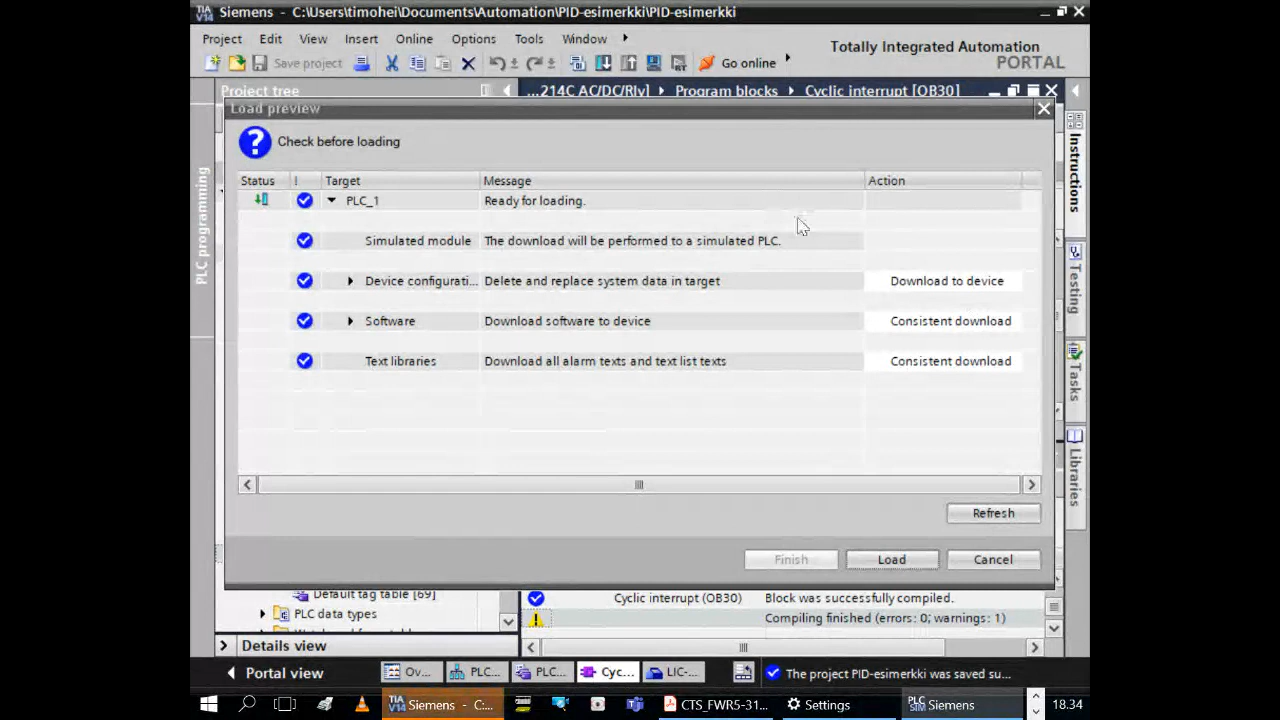 TIA V14 Siemens - C:\Users\timohei\Documents\Automation\PID-esimerkki\PID-esimerkki
Project Edit View Insert Online Options Tools Window
Totally Integrated Automation
PORTAL
Save project Go online
Project tree
...214C AC/DC/Rly] Program blocks Cyclic interrupt [OB30]
Load preview
Check before loading
Status ! Target Message Action
PLC_1 Ready for loading.
Simulated module The download will be performed to a simulated PLC.
Device configurati... Delete and replace system data in target Download to device
Software Download software to device Consistent download
Text libraries Download all alarm texts and text list texts Consistent download
Refresh
Finish Load Cancel
PLC programming
Instructions
Testing
Tasks
Libraries
Default tag table [69]
PLC data types
Cyclic interrupt (OB30) Block was successfully compiled.
Compiling finished (errors: 0; warnings: 1)
Details view
Portal view Ov... PLC... PLC... Cyc... LIC-... The project PID-esimerkki was saved su...
TIA V14 Siemens - C:... CTS_FWR5-31... Settings PLC SIM Siemens 18.34